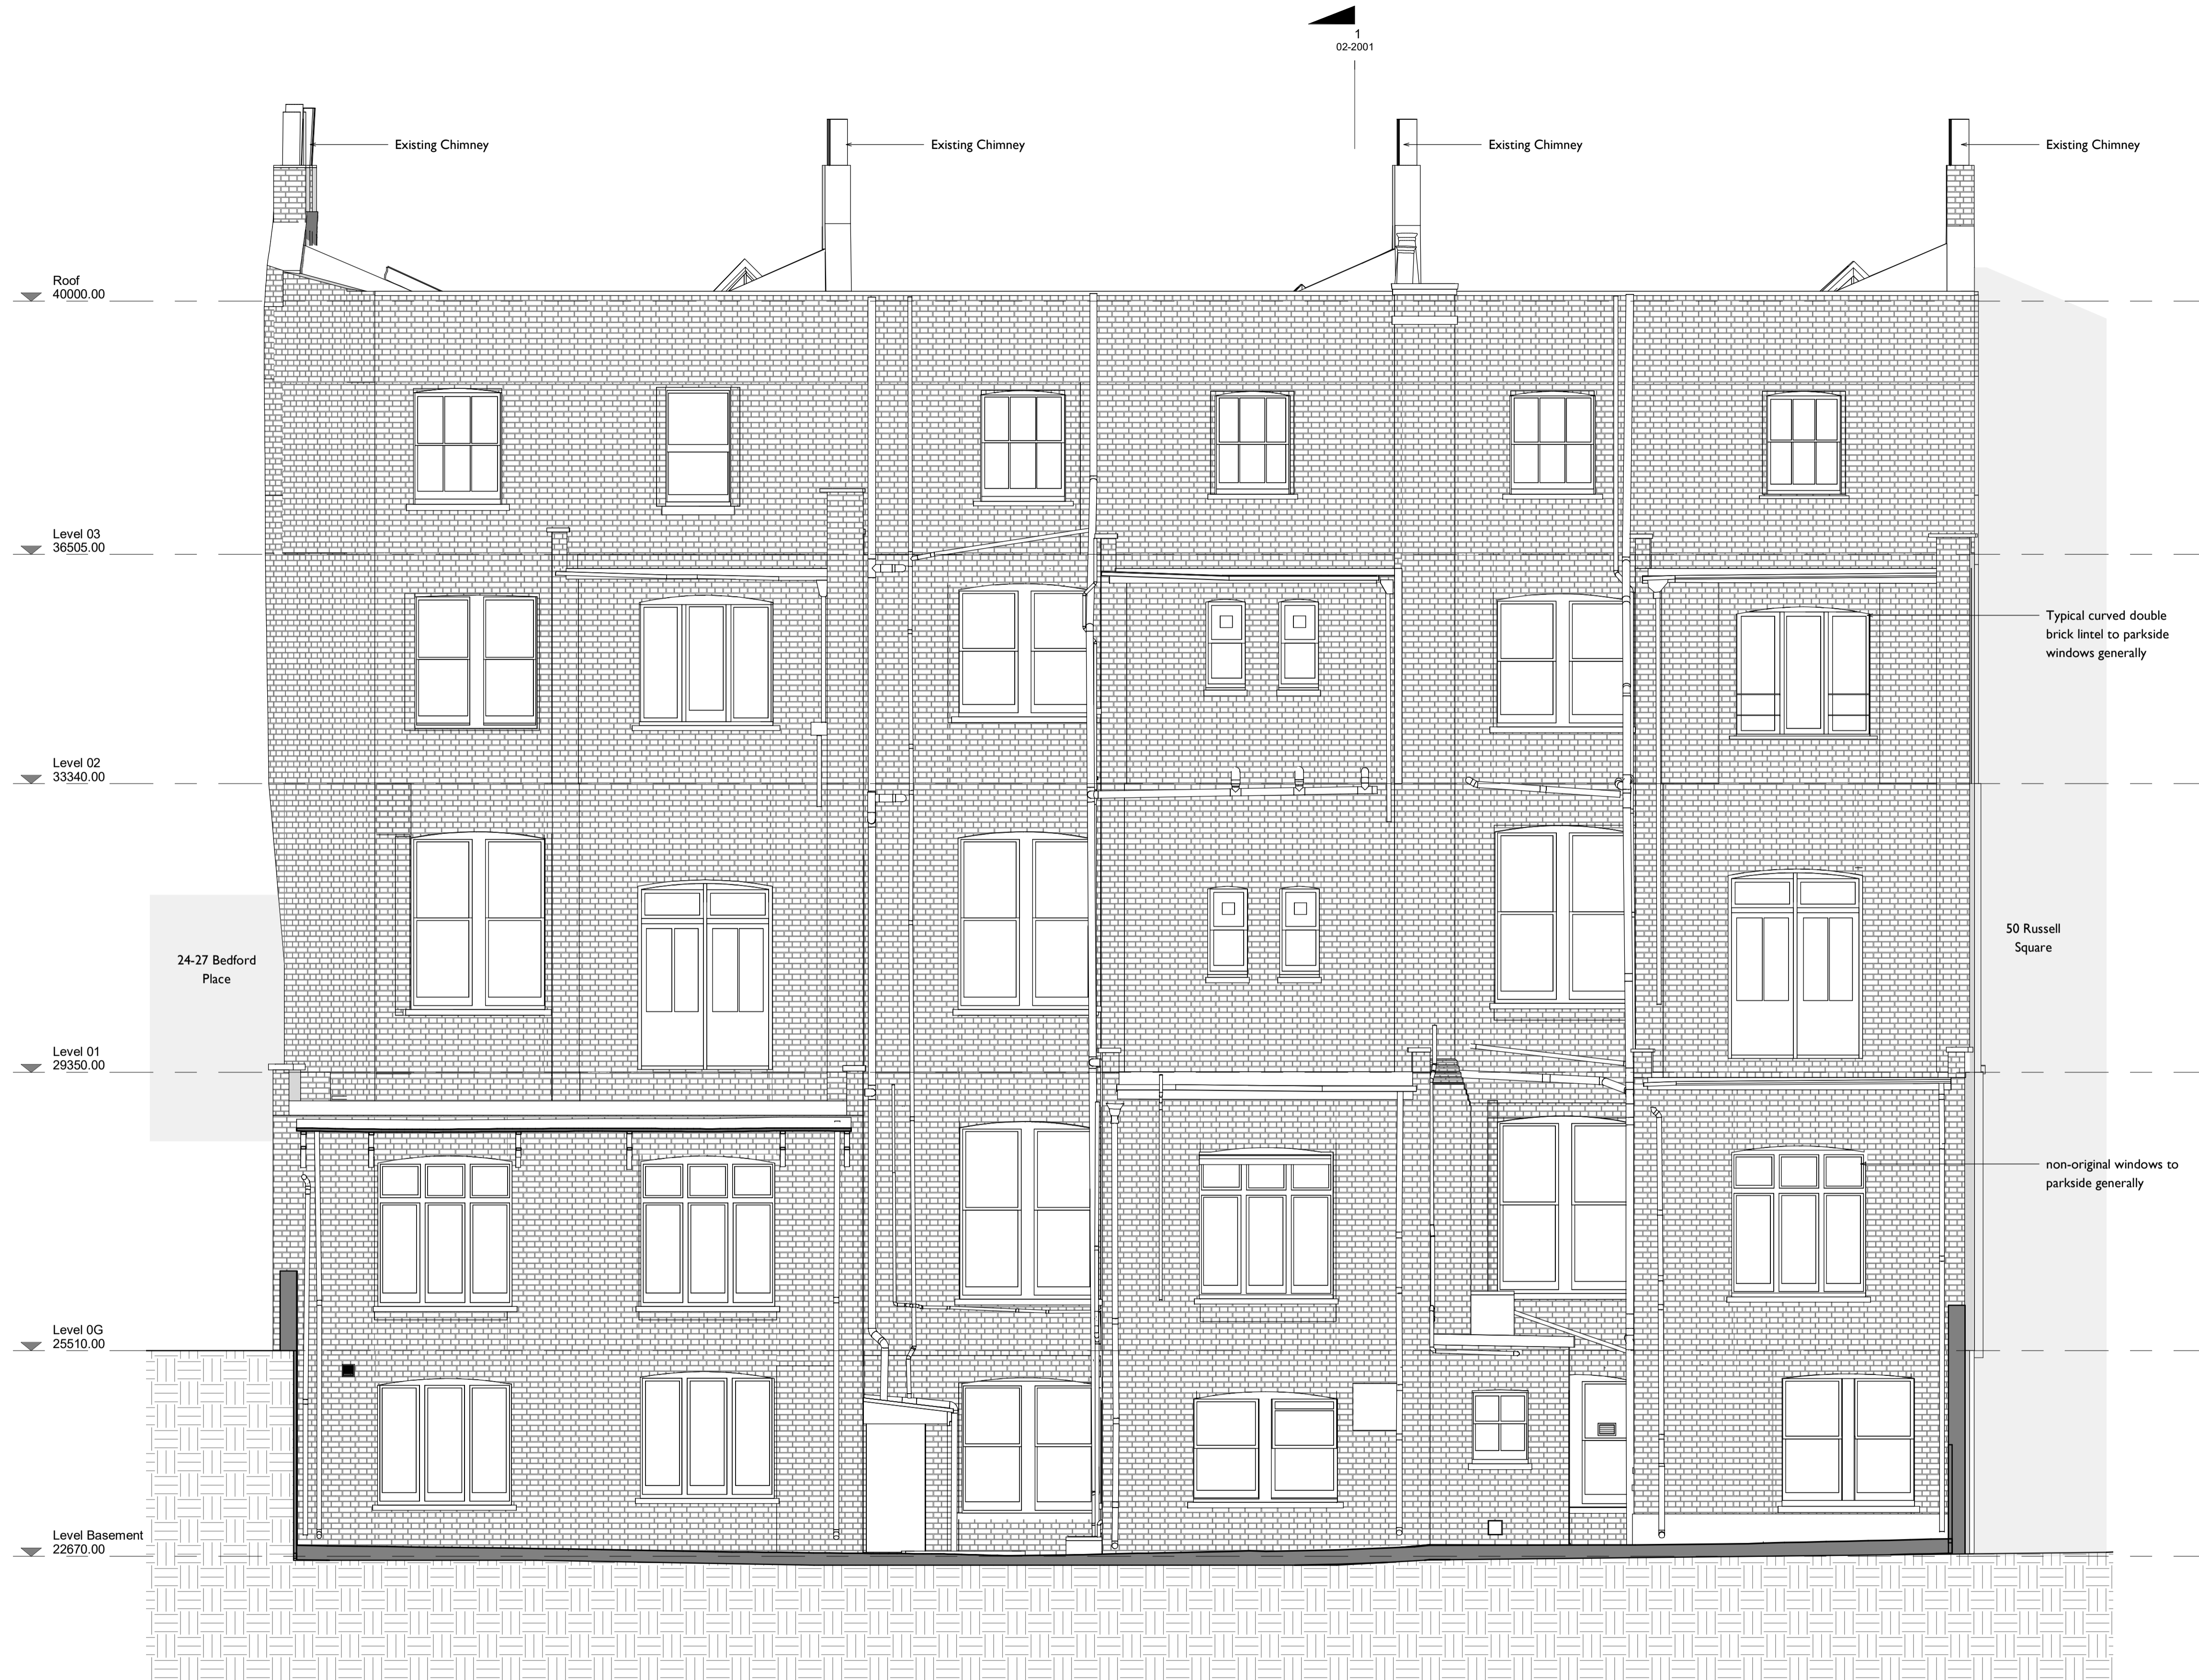 1
02-2001
Existing Chimney
Existing Chimney
Existing Chimney
Existing Chimney
Roof
40000.00
Level 03
36505.00
Typical curved double
brick lintel to parkside
windows generally
Level 02
33340.00
24-27 Bedford
Place
50 Russell
Square
Level 01
29350.00
non-original windows to
parkside generally
Level 0G
25510.00
Level Basement
22670.00